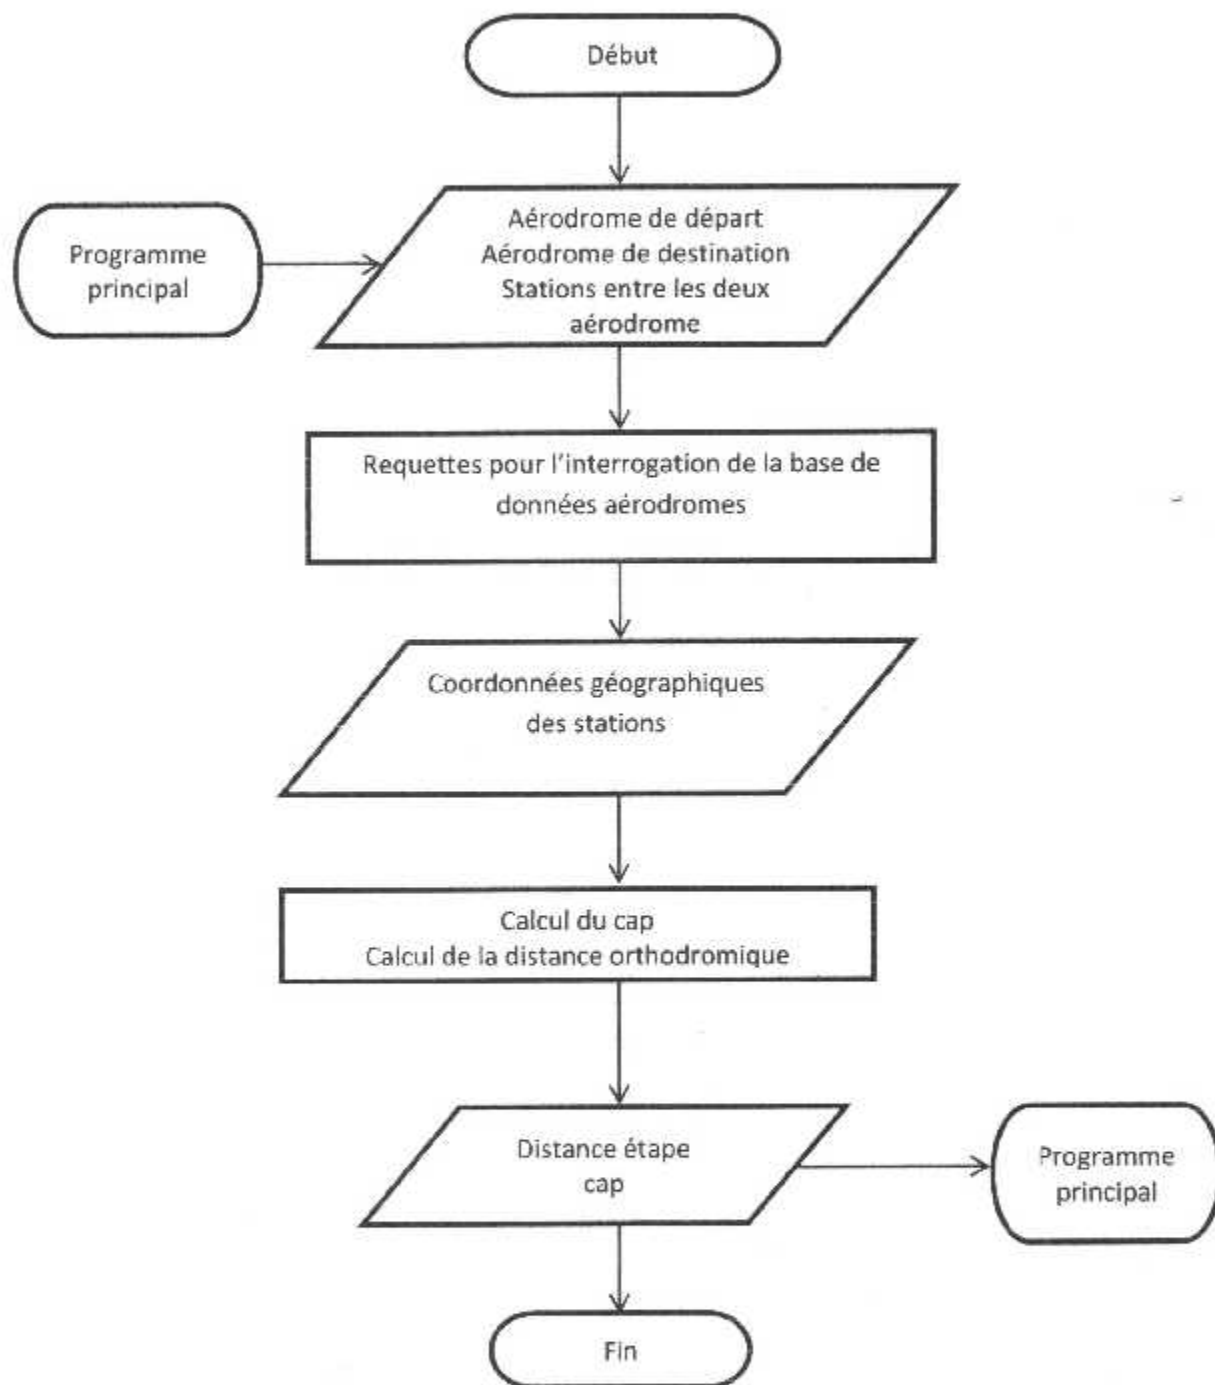 Début
Programme
principal
Aérodrome de départ
Aérodrome de destination
Stations entre les deux
aérodrome
Requettes pour l'interrogation de la base de
données aérodromes
Coordonnées géographiques
des stations
Calcul du cap
Calcul de la distance orthodromique
Distance étape
cap
Programme
principal
Fin